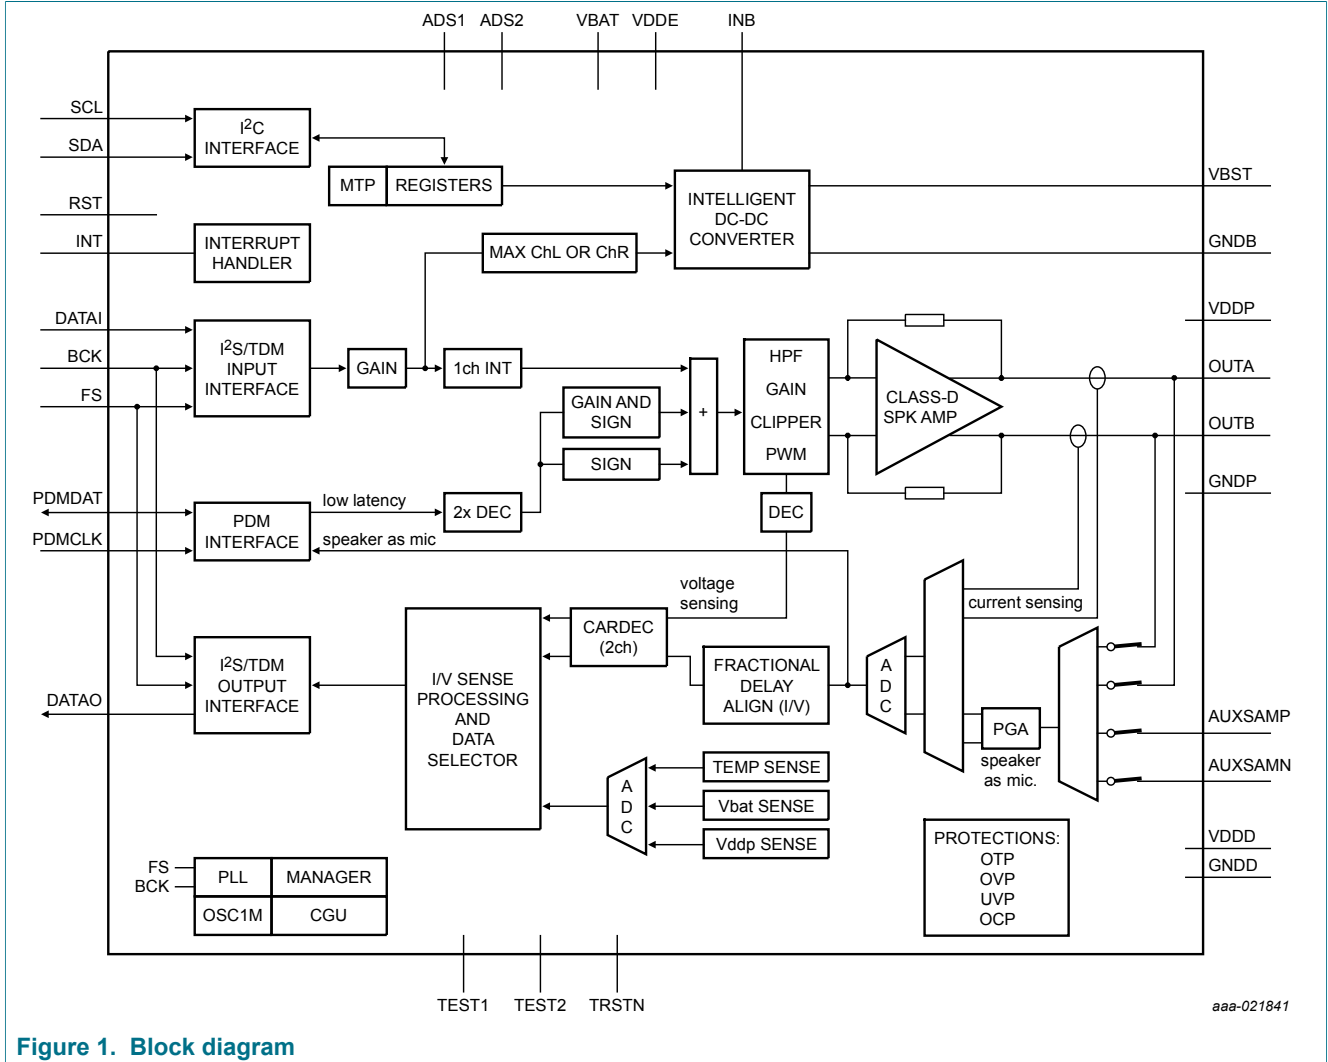 ADS1 ADS2 VBAT VDDE INB
SCL
SDA
I2C
INTERFACE
MTP REGISTERS
RST
INT
INTERRUPT
HANDLER
INTELLIGENT
DC-DC
CONVERTER
MAX ChL OR ChR
VBST
GNDB
VDDP
DATAI
BCK
FS
I2S/TDM
INPUT
INTERFACE
GAIN
1ch INT
GAIN AND
SIGN
SIGN
+
HPF
GAIN
CLIPPER
PWM
CLASS-D
SPK AMP
OUTA
OUTB
GNDP
PDMDAT
PDMCLK
PDM
INTERFACE
low latency
speaker as mic
2x DEC
DEC
voltage
sensing
current sensing
I2S/TDM
OUTPUT
INTERFACE
DATAO
I/V SENSE
PROCESSING
AND
DATA
SELECTOR
CARDEC
(2ch)
FRACTIONAL
DELAY
ALIGN (I/V)
A
D
C
PGA
speaker
as mic.
AUXSAMP
AUXSAMN
A
D
C
TEMP SENSE
Vbat SENSE
Vddp SENSE
PROTECTIONS:
OTP
OVP
UVP
OCP
VDDD
GNDD
FS
BCK
PLL MANAGER
OSC1M CGU
TEST1 TEST2 TRSTN
aaa-021841
Figure 1. Block diagram